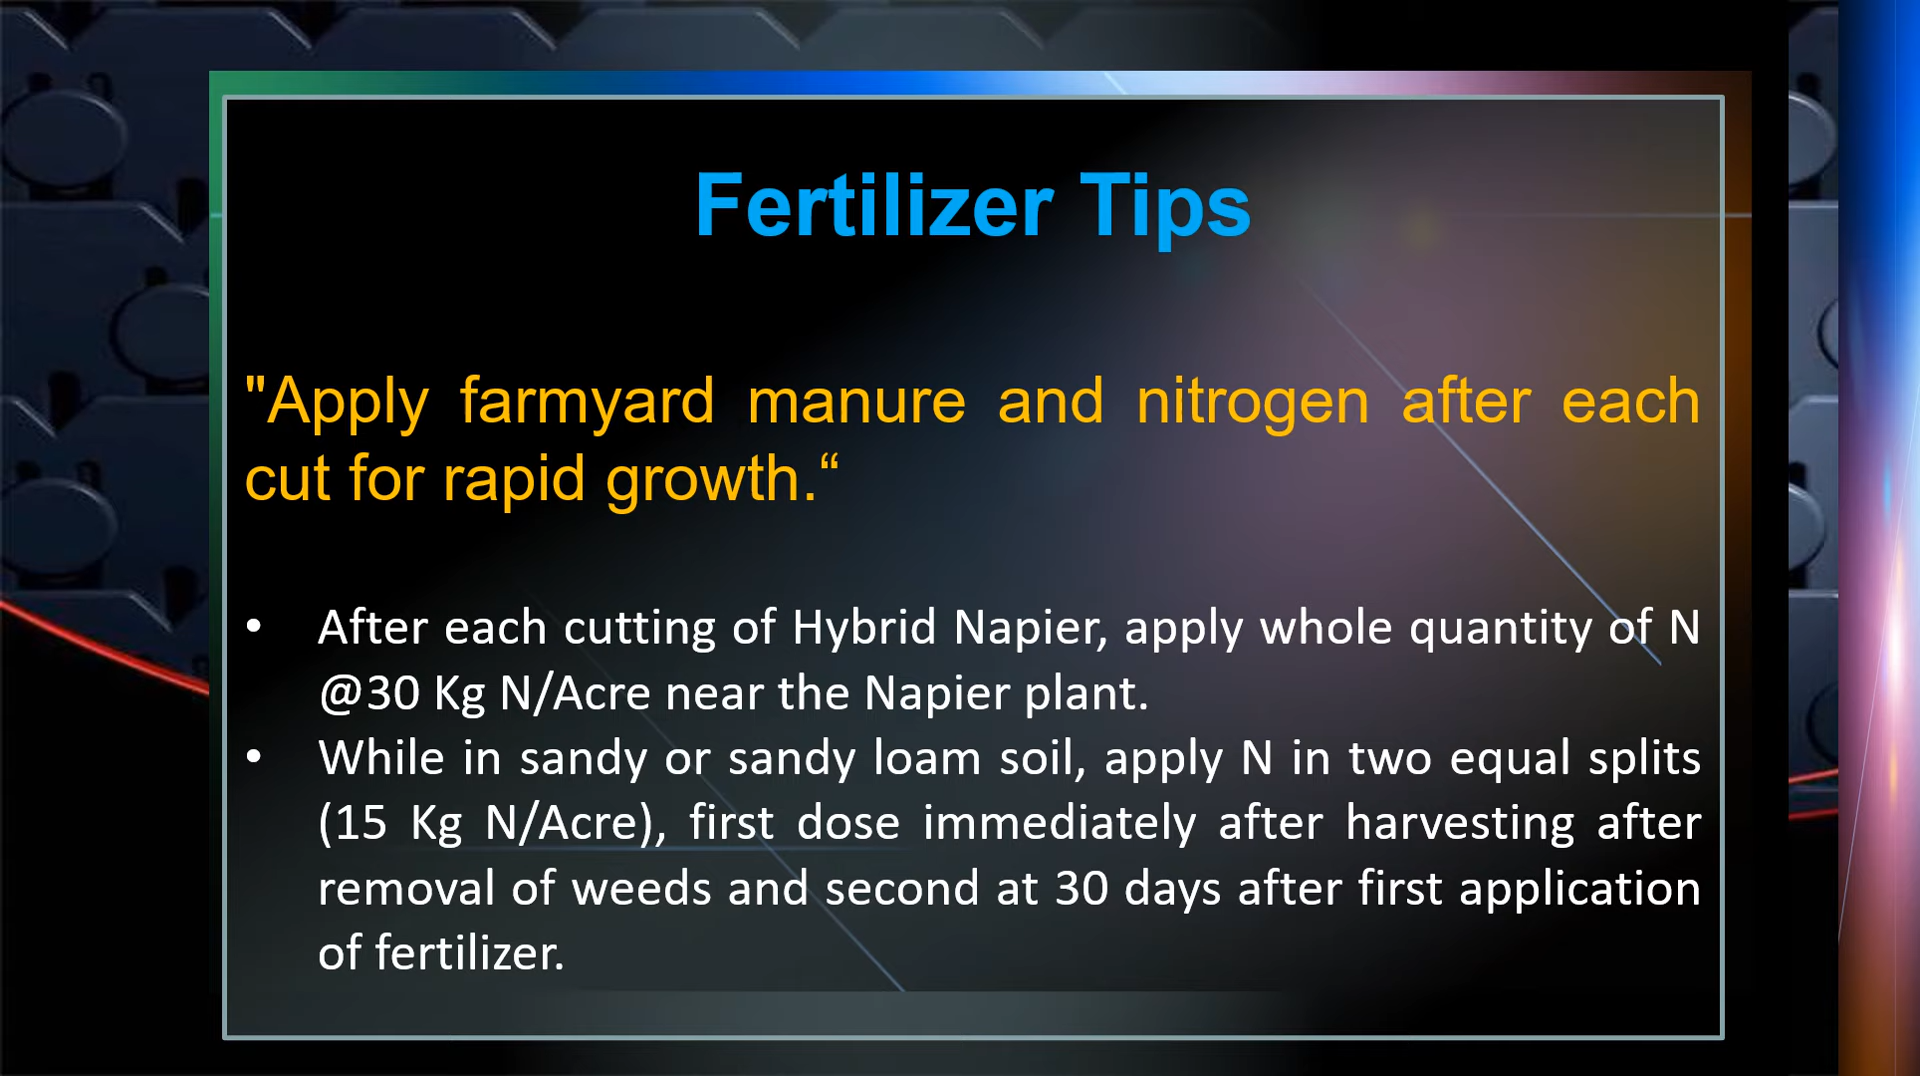 Fertilizer Tips
"Apply farmyard manure and nitrogen after each
cut for rapid growth.“
• After each cutting of Hybrid Napier, apply whole quantity of N
@30 Kg N/Acre near the Napier plant.
• While in sandy or sandy loam soil, apply N in two equal splits
(15 Kg N/Acre), first dose immediately after harvesting after
removal of weeds and second at 30 days after first application
of fertilizer.